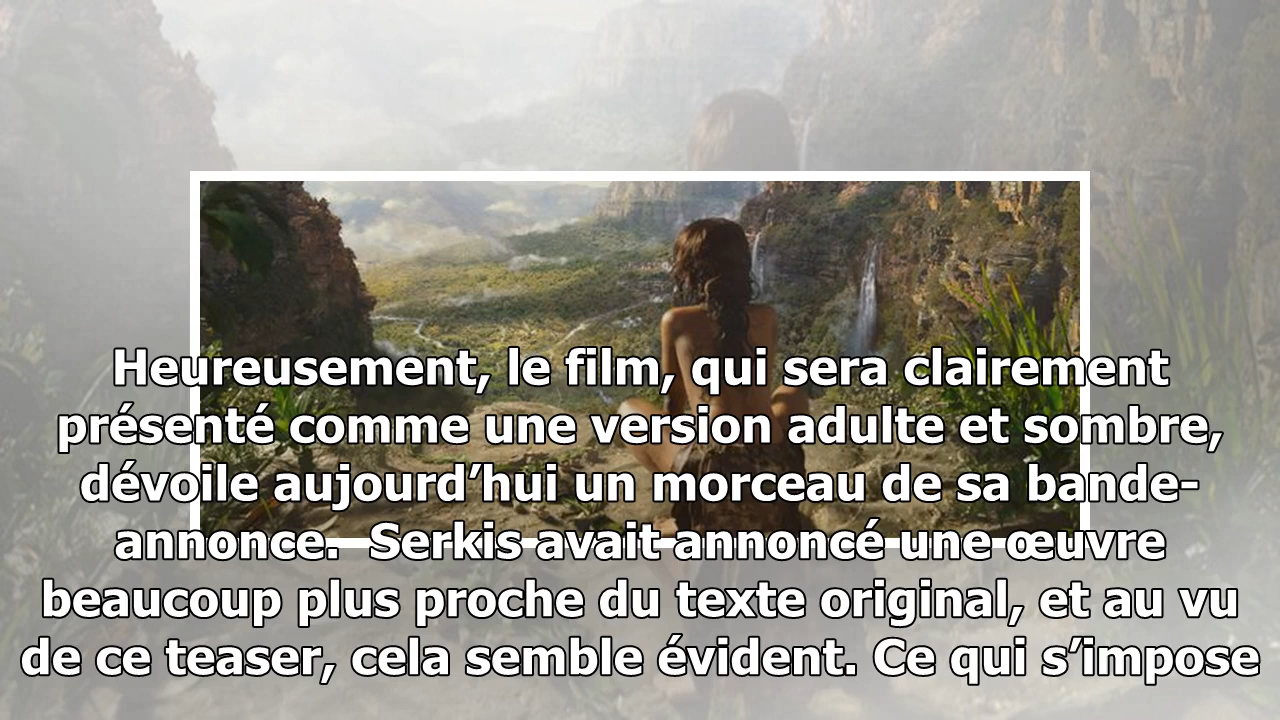 Heureusement, le film, qui sera clairement
présenté comme une version adulte et sombre,
dévoile aujourd’hui un morceau de sa bande-
annonce.  Serkis avait annoncé une œuvre
beaucoup plus proche du texte original, et au vu
de ce teaser, cela semble évident. Ce qui s’impose